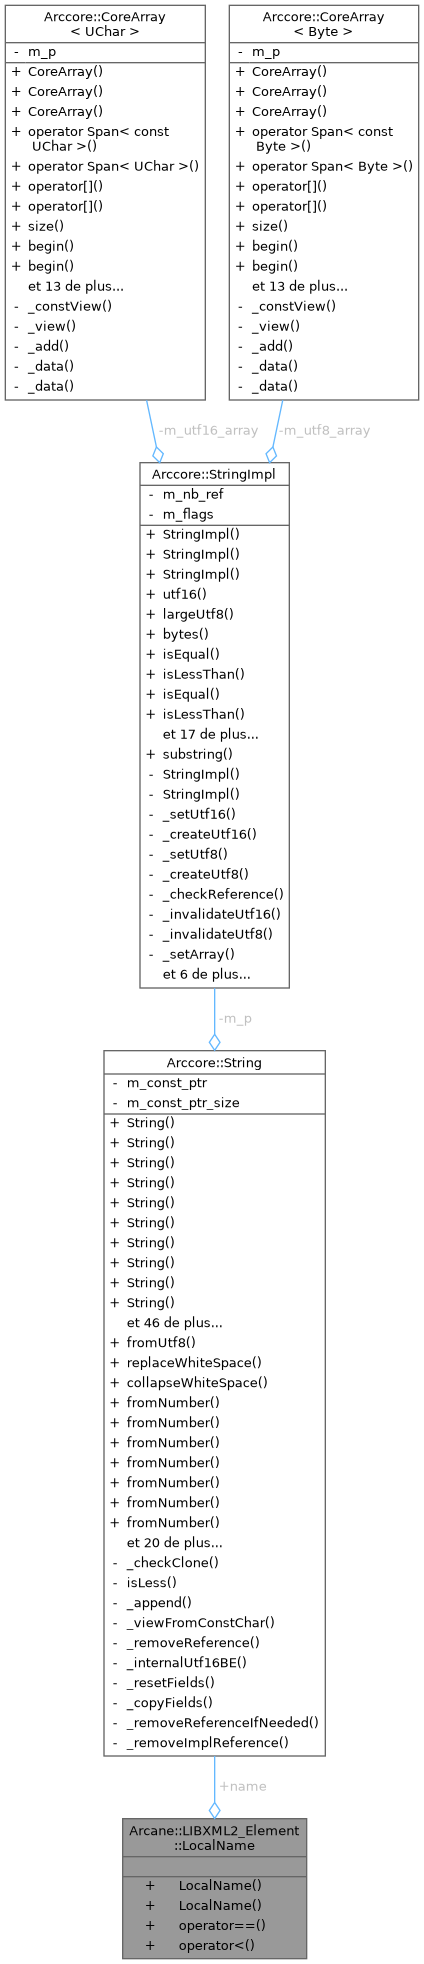 Arccore::CoreArray
< UChar >
- m_p
+ CoreArray()
+ CoreArray()
+ CoreArray()
+ operator Span< const
UChar >()
+ operator Span< UChar >()
+ operator[]()
+ operator[]()
+ size()
+ begin()
+ begin()
et 13 de plus...
- _constView()
- _view()
- _add()
- _data()
- _data()
Arccore::CoreArray
< Byte >
- m_p
+ CoreArray()
+ CoreArray()
+ CoreArray()
+ operator Span< const
Byte >()
+ operator Span< Byte >()
+ operator[]()
+ operator[]()
+ size()
+ begin()
+ begin()
et 13 de plus...
- _constView()
- _view()
- _add()
- _data()
- _data()
-m_utf16_array
-m_utf8_array
Arccore::StringImpl
- m_nb_ref
- m_flags
+ StringImpl()
+ StringImpl()
+ StringImpl()
+ utf16()
+ largeUtf8()
+ bytes()
+ isEqual()
+ isLessThan()
+ isEqual()
+ isLessThan()
et 17 de plus...
+ substring()
- StringImpl()
- StringImpl()
- _setUtf16()
- _createUtf16()
- _setUtf8()
- _createUtf8()
- _checkReference()
- _invalidateUtf16()
- _invalidateUtf8()
- _setArray()
et 6 de plus...
-m_p
Arccore::String
- m_const_ptr
- m_const_ptr_size
+ String()
+ String()
+ String()
+ String()
+ String()
+ String()
+ String()
+ String()
+ String()
+ String()
et 46 de plus...
+ fromUtf8()
+ replaceWhiteSpace()
+ collapseWhiteSpace()
+ fromNumber()
+ fromNumber()
+ fromNumber()
+ fromNumber()
+ fromNumber()
+ fromNumber()
+ fromNumber()
et 20 de plus...
- _checkClone()
- isLess()
- _append()
- _viewFromConstChar()
- _removeReference()
- _internalUtf16BE()
- _resetFields()
- _copyFields()
- _removeReferenceIfNeeded()
- _removeImplReference()
+name
Arcane::LIBXML2_Element
::LocalName
+ LocalName()
+ LocalName()
+ operator==()
+ operator<()